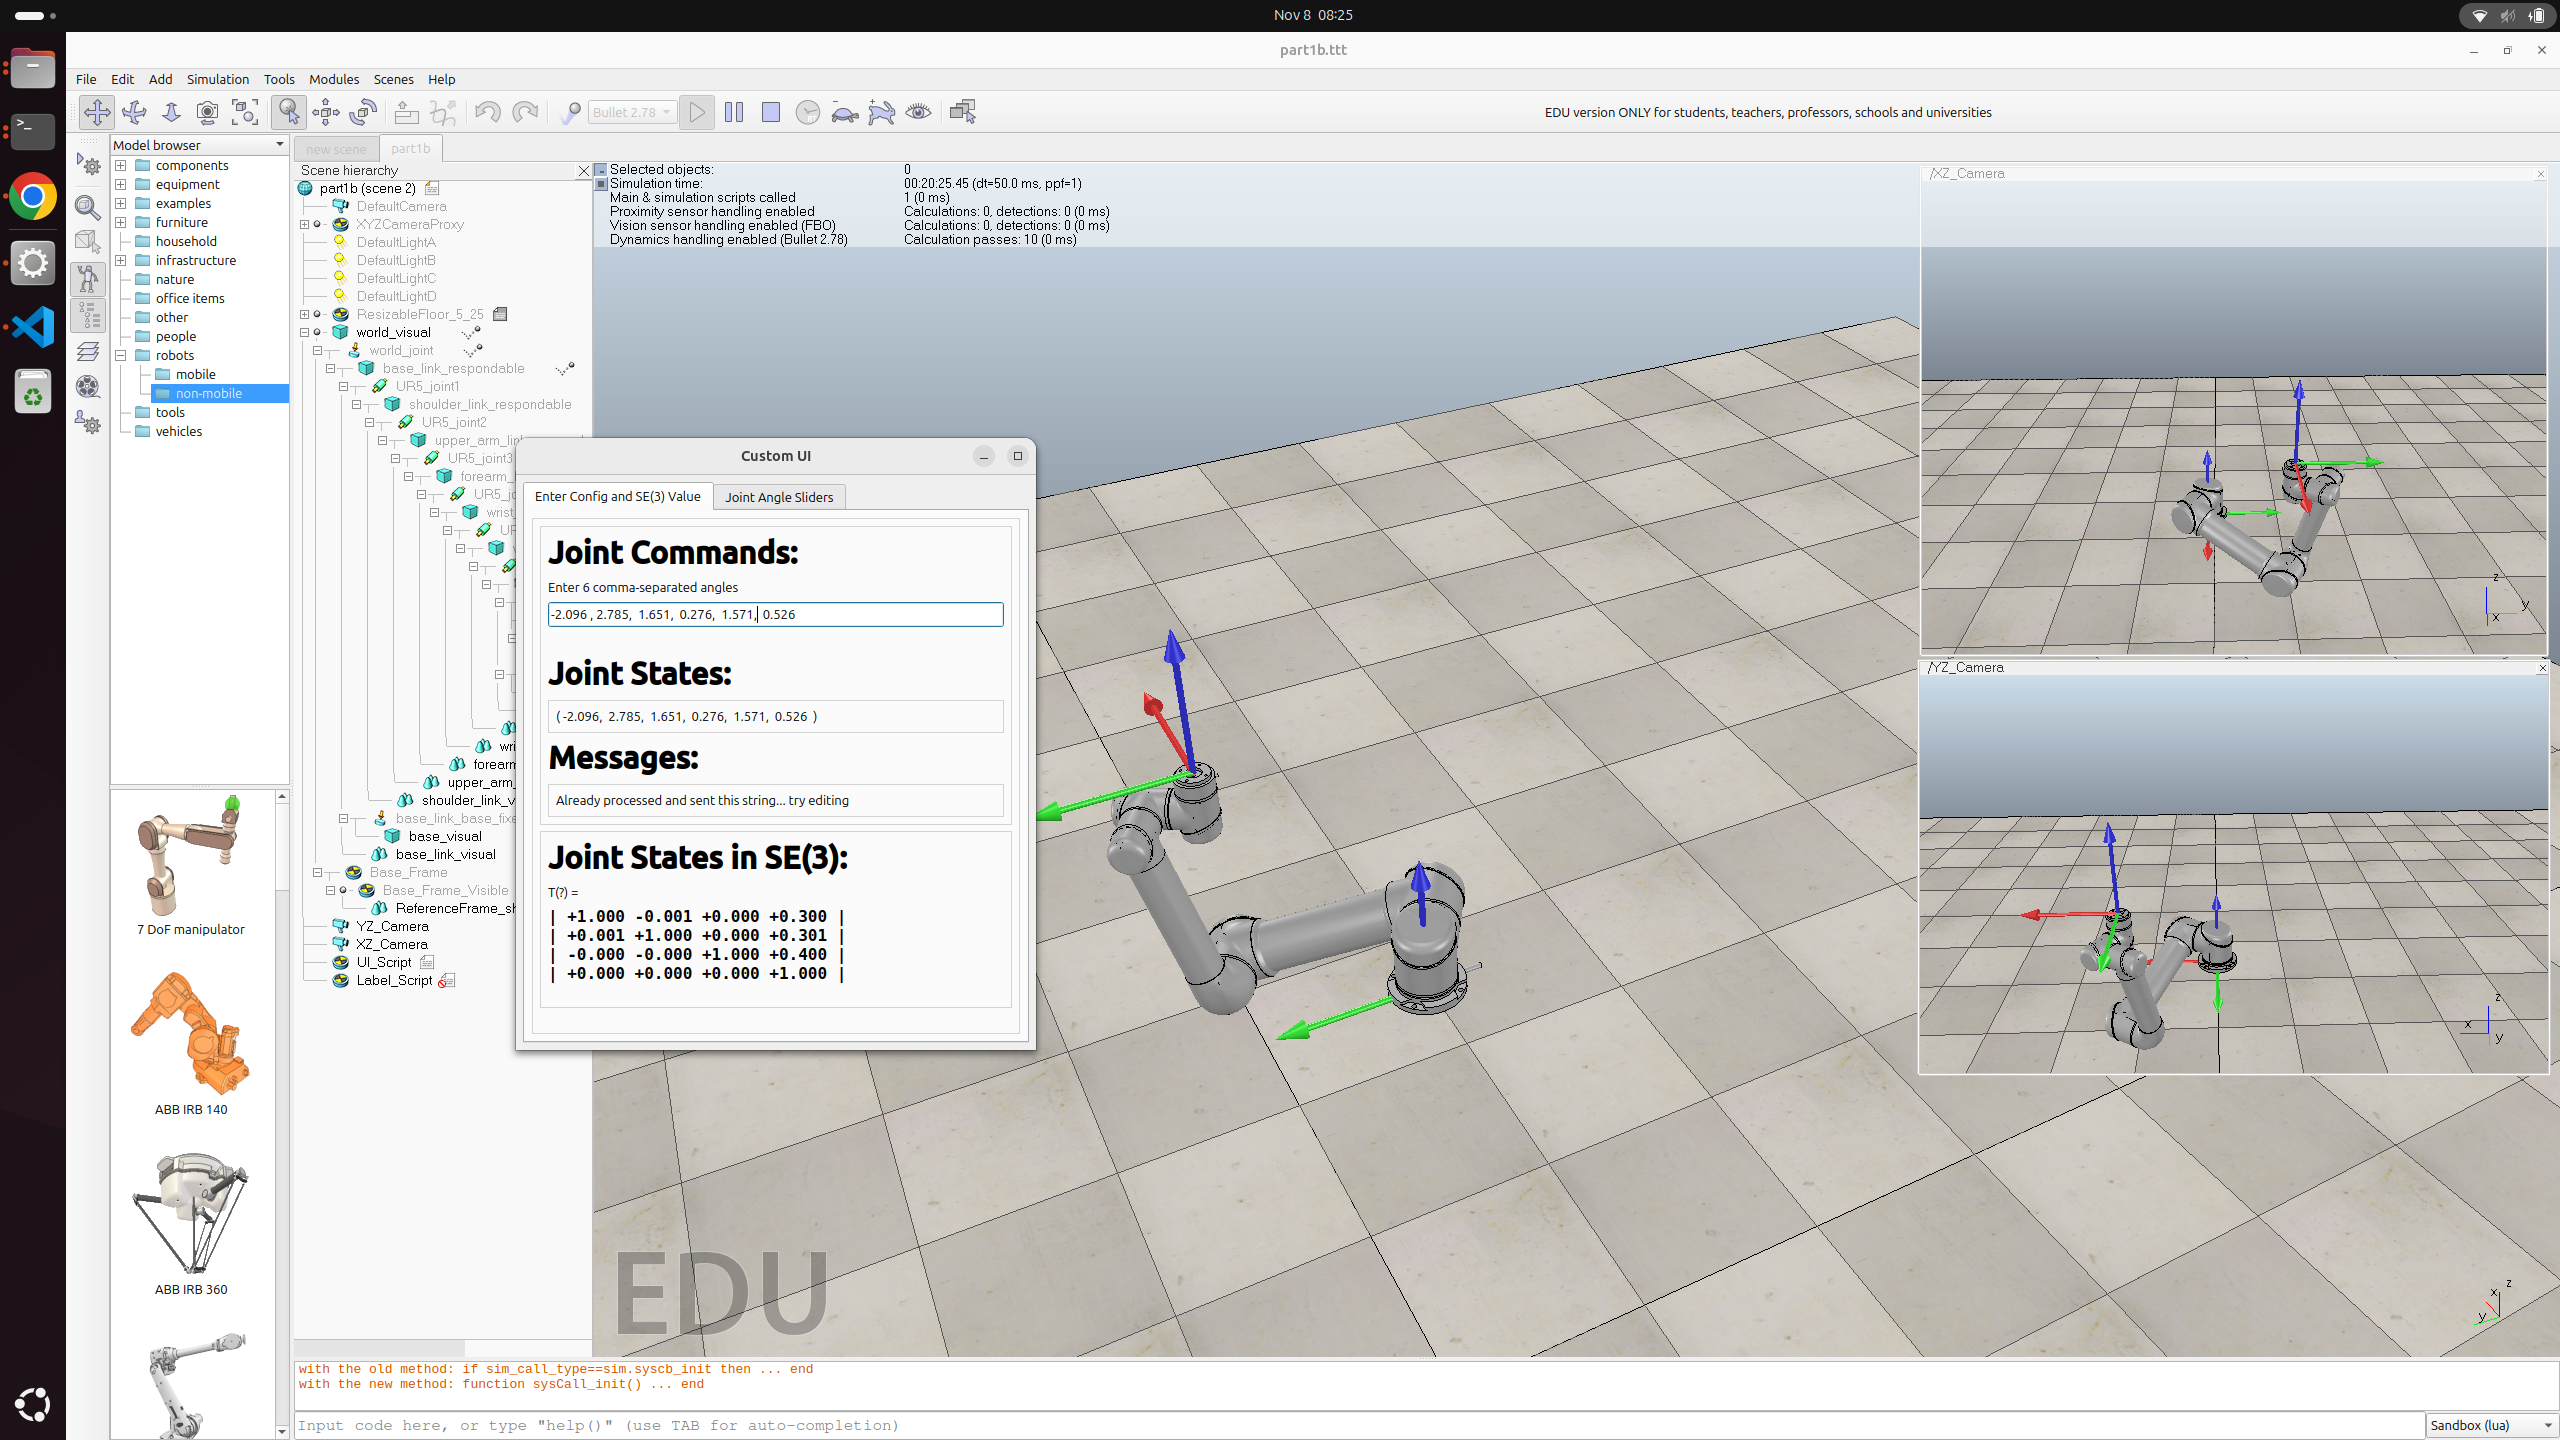 Nov 8 08:25
part1b.ttt
File Edit Add Simulation Tools Modules Scenes Help
Bullet 2.78
EDU version ONLY for students, teachers, professors, schools and universities
Model browser
components
equipment
examples
furniture
household
infrastructure
nature
office items
other
people
robots
mobile
non-mobile
tools
vehicles
7 DoF manipulator
ABB IRB 140
ABB IRB 360
new scene
part1b
Scene hierarchy
part1b (scene 2)
DefaultCamera
XYZCameraProxy
DefaultLightA
DefaultLightB
DefaultLightC
DefaultLightD
ResizableFloor_5_25
world_visual
world_joint
base_link_respondable
UR5_joint1
shoulder_link_respondable
UR5_joint2
upper_arm_lin
UR5_joint3
forearm_
UR5_jo
wrist_
UR
wri
forearm
upper_arm_
shoulder_link_v
base_link_base_fixe
base_visual
base_link_visual
Base_Frame
Base_Frame_Visible
ReferenceFrame_sh
YZ_Camera
XZ_Camera
UI_Script
Label_Script
Selected objects: 0
Simulation time: 00:20:25.45 (dt=50.0 ms, ppf=1)
Main & simulation scripts called 1 (0 ms)
Proximity sensor handling enabled Calculations: 0, detections: 0 (0 ms)
Vision sensor handling enabled (FBO) Calculations: 0, detections: 0 (0 ms)
Dynamics handling enabled (Bullet 2.78) Calculation passes: 10 (0 ms)
Custom UI
Enter Config and SE(3) Value
Joint Angle Sliders
Joint Commands:
Enter 6 comma-separated angles
-2.096 , 2.785, 1.651, 0.276, 1.571, 0.526
Joint States:
( -2.096, 2.785, 1.651, 0.276, 1.571, 0.526 )
Messages:
Already processed and sent this string... try editing
Joint States in SE(3):
T(?) =
| +1.000 -0.001 +0.000 +0.300 |
| +0.001 +1.000 +0.000 +0.301 |
| -0.000 -0.000 +1.000 +0.400 |
| +0.000 +0.000 +0.000 +1.000 |
/XZ_Camera
z
y
x
/YZ_Camera
z
x
y
EDU
z
x
y
with the old method: if sim_call_type==sim.syscb_init then ... end
with the new method: function sysCall_init() ... end
Input code here, or type "help()" (use TAB for auto-completion)
Sandbox (lua)